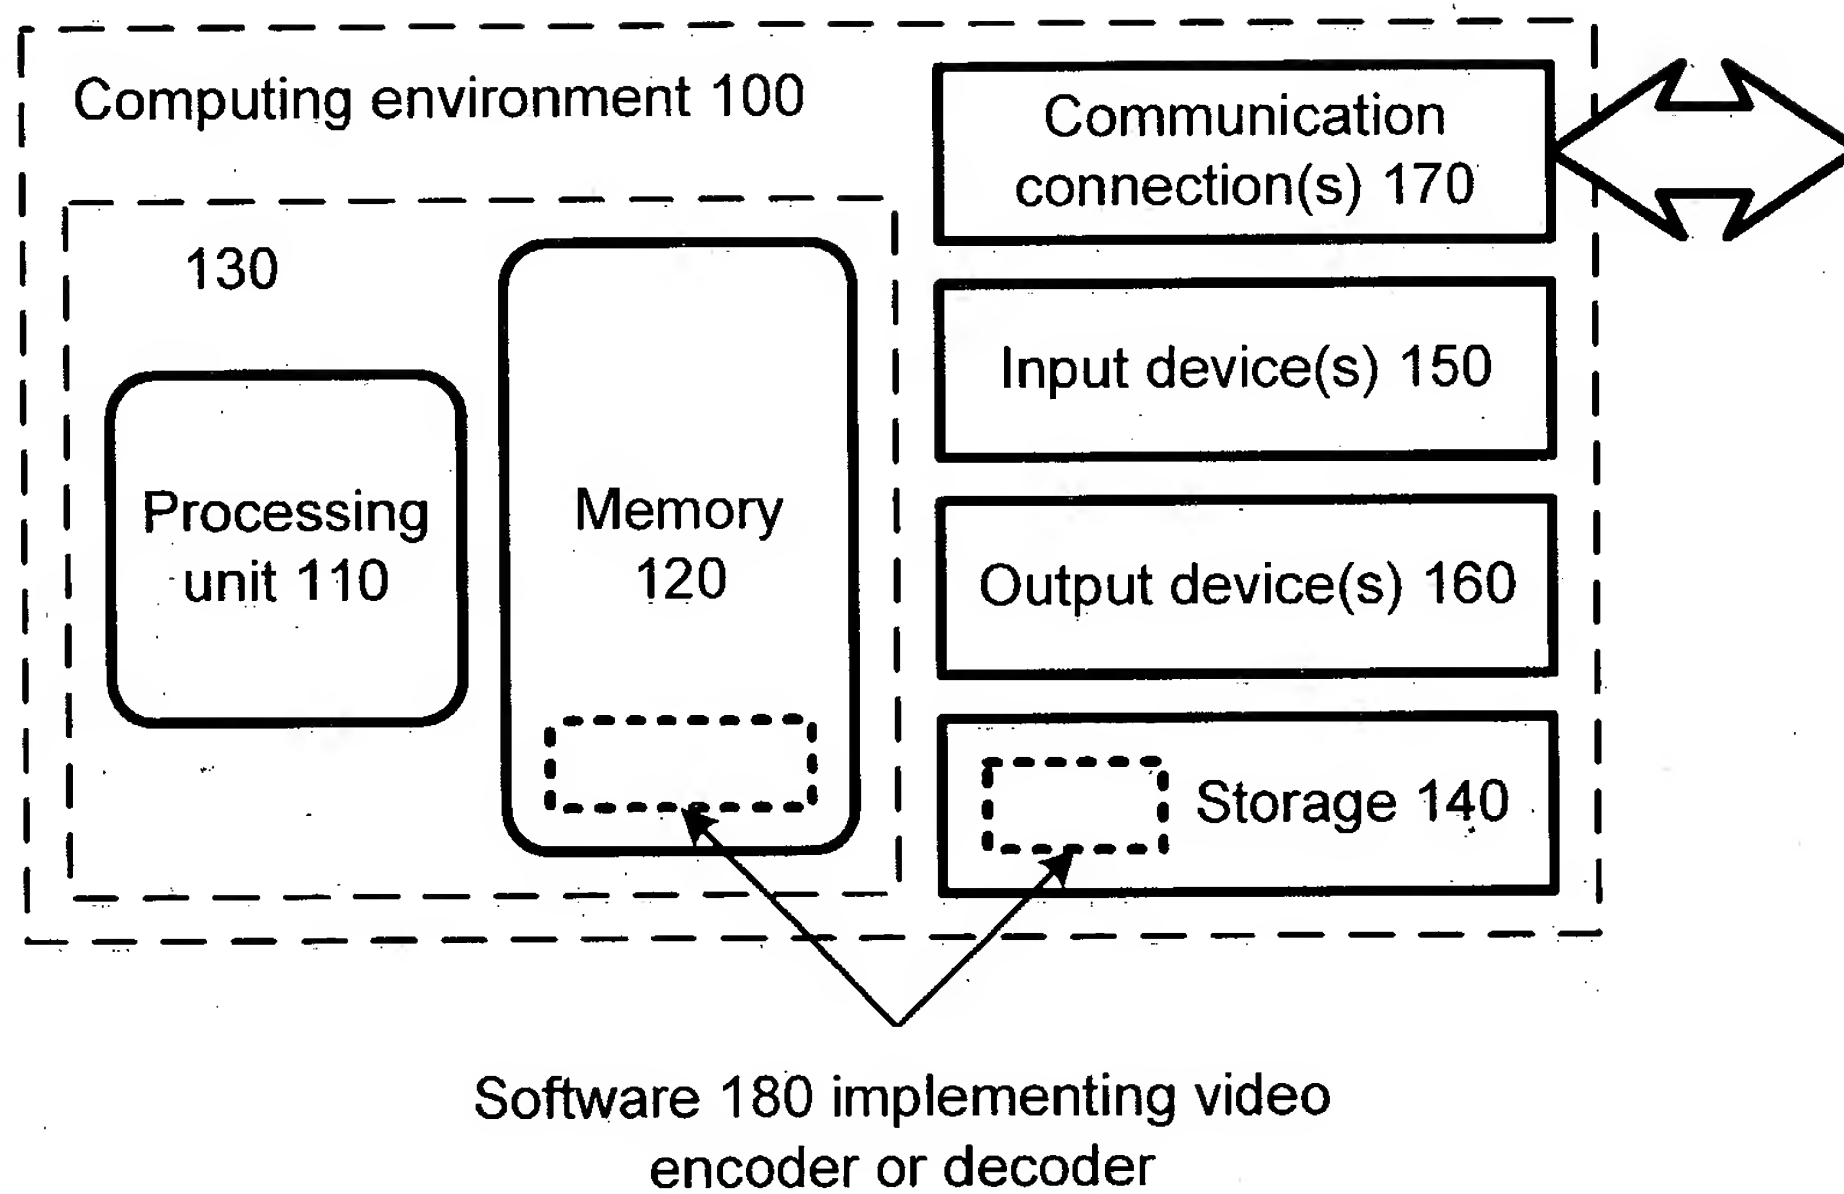 Computing environment 100
130
Processing
unit 110
Memory
120
Communication
connection(s) 170
Input device(s) 150
Output device(s) 160
Storage 140
Software 180 implementing video
encoder or decoder